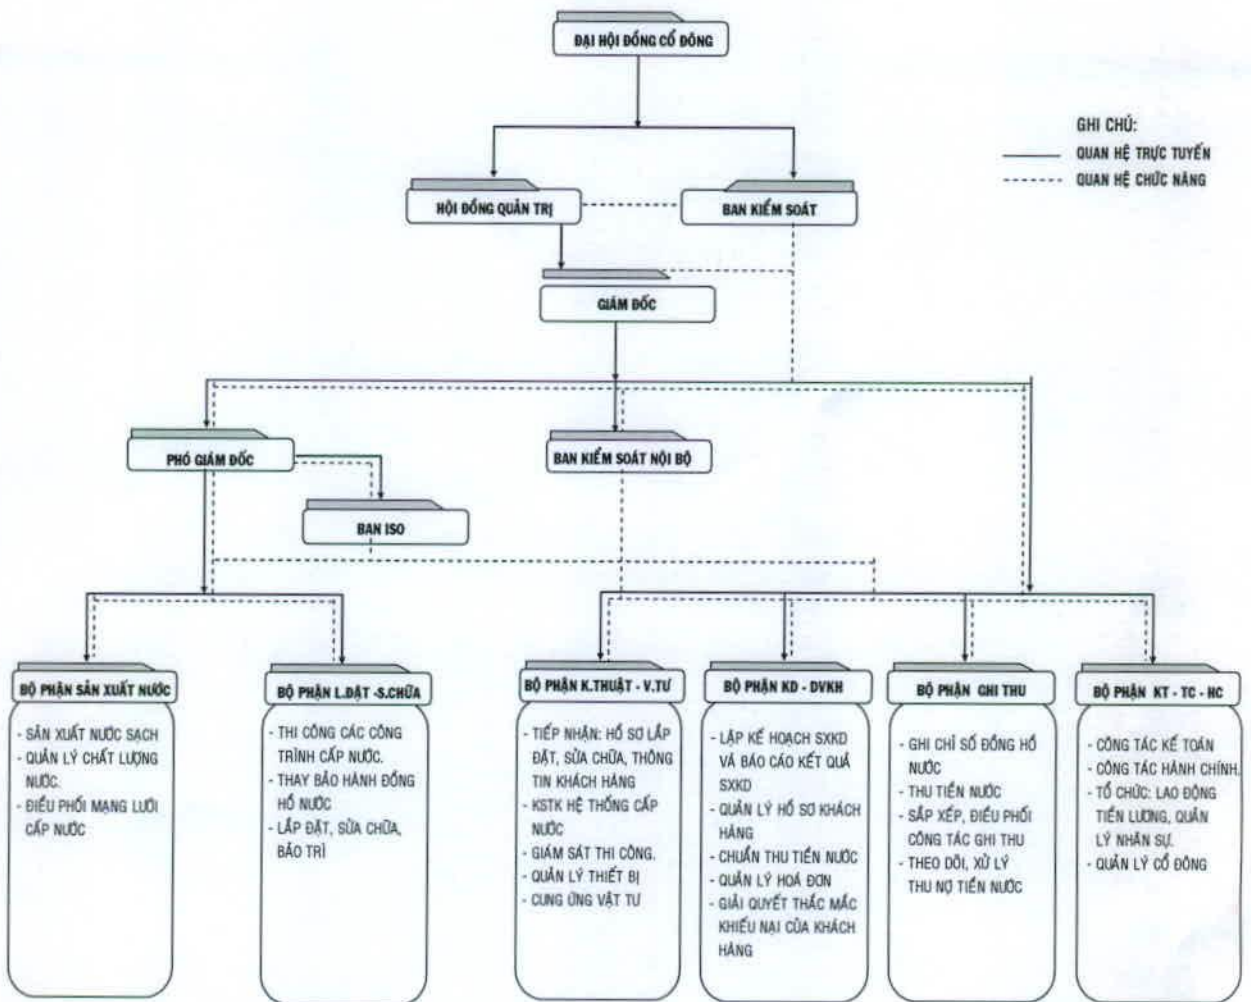 ĐẠI HỘI ĐỒNG CỔ ĐÔNG
GHI CHÚ:
QUAN HỆ TRỰC TUYẾN
QUAN HỆ CHỨC NĂNG
HỘI ĐỒNG QUẢN TRỊ
BAN KIỂM SOÁT
GIÁM ĐỐC
PHÓ GIÁM ĐỐC
BAN KIỂM SOÁT NỘI BỘ
BAN ISO
BỘ PHẬN SẢN XUẤT NƯỚC
- SẢN XUẤT NƯỚC SẠCH
- QUẢN LÝ CHẤT LƯỢNG
NƯỚC.
- ĐIỀU PHỐI MẠNG LƯỚI
CẤP NƯỚC
BỘ PHẬN L.ĐẶT -S.CHỮA
- THI CÔNG CÁC CÔNG
TRÌNH CẤP NƯỚC.
- THAY BẢO HÀNH ĐỒNG
HỒ NƯỚC
- LẮP ĐẶT, SỬA CHỮA,
BẢO TRÌ
BỘ PHẬN K.THUẬT - V.TƯ
- TIẾP NHẬN: HỒ SƠ LẮP
ĐẶT, SỬA CHỮA, THÔNG
TIN KHÁCH HÀNG
- KSTK HỆ THỐNG CẤP
NƯỚC
- GIÁM SÁT THI CÔNG.
- QUẢN LÝ THIẾT BỊ
- CUNG ỨNG VẬT TƯ
BỘ PHẬN KD - DVKH
- LẬP KẾ HOẠCH SXKD
VÀ BÁO CÁO KẾT QUẢ
SXKD
- QUẢN LÝ HỒ SƠ KHÁCH
HÀNG
- CHUẨN THU TIỀN NƯỚC
- QUẢN LÝ HOÁ ĐƠN
- GIẢI QUYẾT THẮC MẮC
KHIẾU NẠI CỦA KHÁCH
HÀNG
BỘ PHẬN GHI THU
- GHI CHỈ SỐ ĐỒNG HỒ
NƯỚC
- THU TIỀN NƯỚC
- SẮP XẾP, ĐIỀU PHỐI
CÔNG TÁC GHI THU
- THEO DÕI, XỬ LÝ
THU NỢ TIỀN NƯỚC
BỘ PHẬN KT - TC - HC
- CÔNG TÁC KẾ TOÁN
- CÔNG TÁC HÀNH CHÍNH.
- TỔ CHỨC: LAO ĐỘNG
TIỀN LƯƠNG, QUẢN
LÝ NHÂN SỰ.
- QUẢN LÝ CỔ ĐÔNG